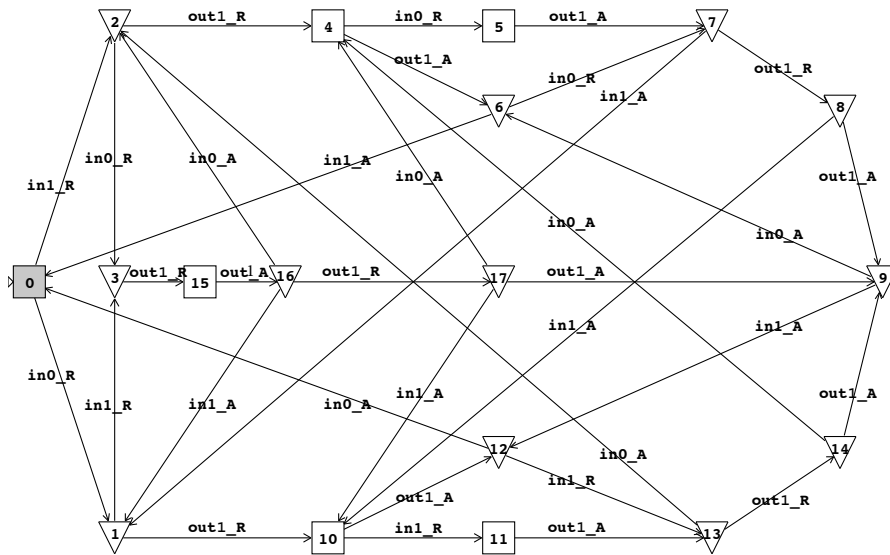 2 out1_R 4 in0_R 5 out1_A 7
out1_A out1_R
in0_R in1_A
6 8
in0_R in0_A in1_A
in1_R in0_A out1_A
in0_A in0_A
0 3 out1_R 15 out1_A 16 out1_R 17 out1_A 9
in1_A in1_A
in0_R in1_R in1_A in0_A in1_A out1_A
12 in0_A 14
in1_R
out1_A out1_R
1 out1_R 10 in1_R 11 out1_A 13